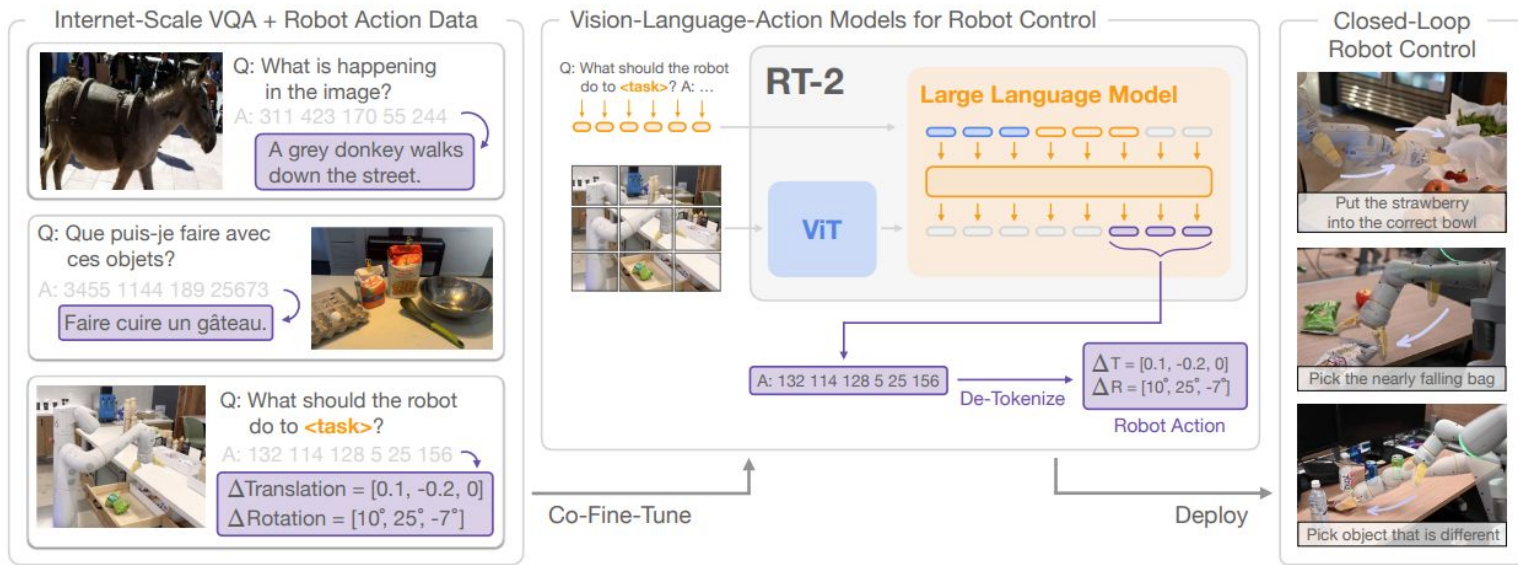 Internet-Scale VQA + Robot Action Data
Q: What is happening
in the image?
A: 311 423 170 55 244
A grey donkey walks
down the street.
Q: Que puis-je faire avec
ces objets?
A: 3455 1144 189 25673
Faire cuire un gâteau.
Q: What should the robot
do to <task>?
A: 132 114 128 5 25 156
ΔTranslation = [0.1, -0.2, 0]
ΔRotation = [10°, 25°, -7°]
Co-Fine-Tune
Vision-Language-Action Models for Robot Control
Q: What should the robot
do to <task>? A: …
RT-2
Large Language Model
ViT
A: 132 114 128 5 25 156
De-Tokenize
ΔT = [0.1, -0.2, 0]
ΔR = [10°, 25°, -7°]
Robot Action
Deploy
Closed-Loop
Robot Control
Put the strawberry
into the correct bowl
Pick the nearly falling bag
Pick object that is different